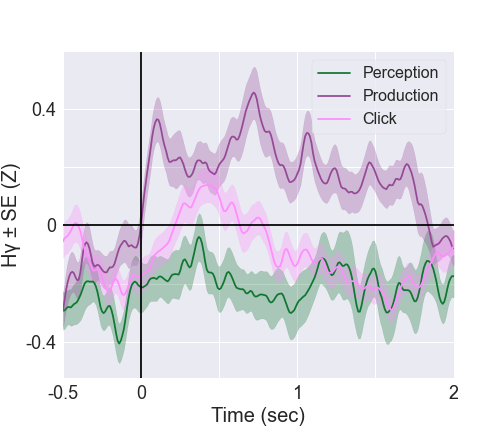 Perception
Production
Click
Hγ ± SE (Z)
0.4
0
-0.4
-0.5 0 1 2
Time (sec)